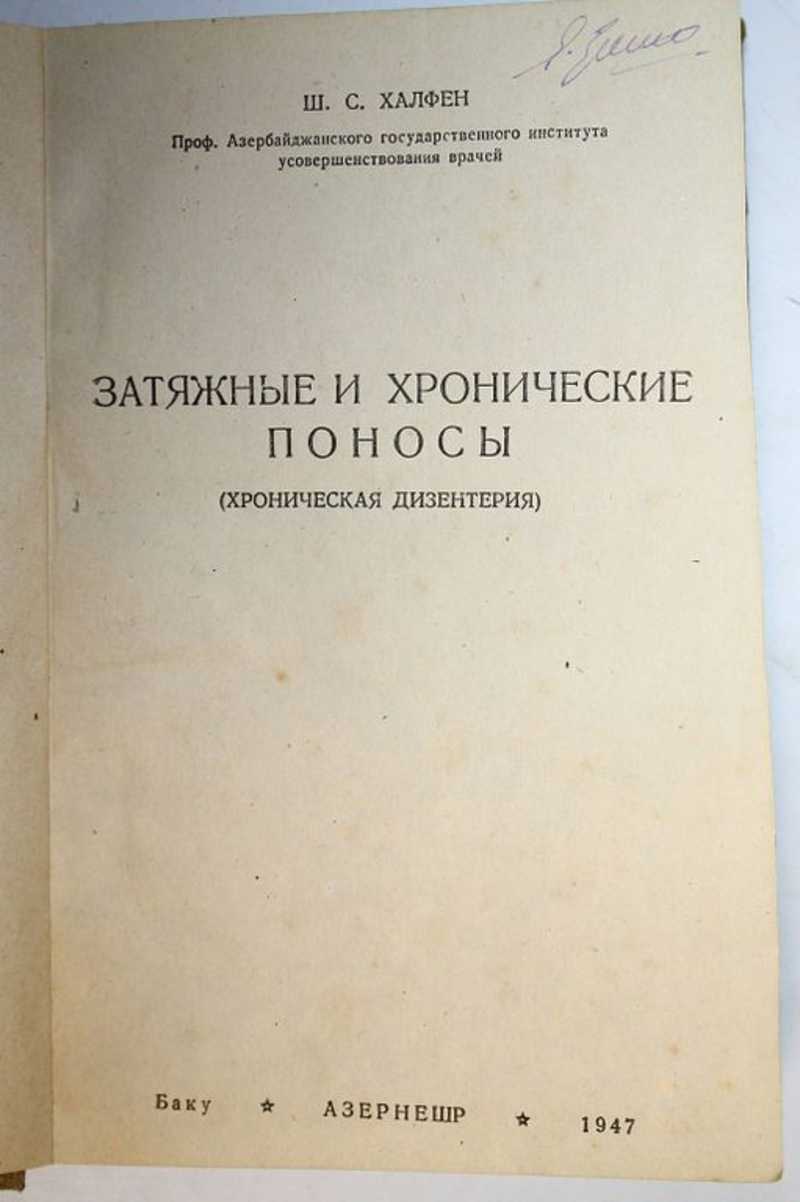 Ш. С. ХАЛФЕН
Проф. Азербайджанского государственного института
усовершенствования врачей
ЗАТЯЖНЫЕ И ХРОНИЧЕСКИЕ
ПОНОСЫ
(ХРОНИЧЕСКАЯ ДИЗЕНТЕРИЯ)
Баку ☆ АЗЕРНЕШР ☆ 1947